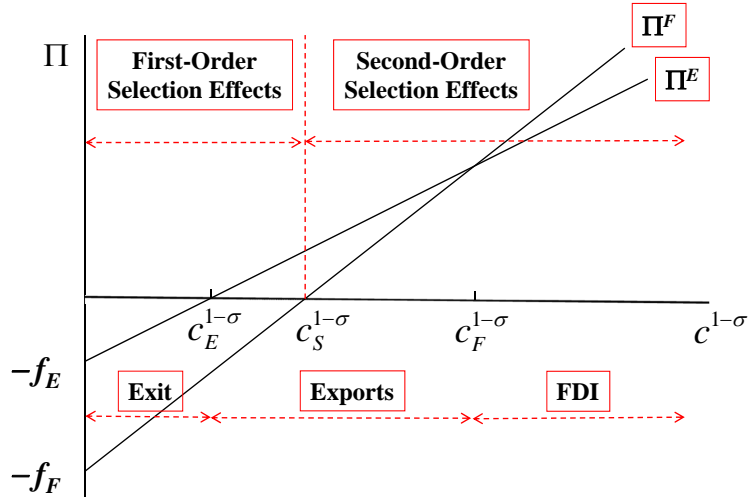 Π
First-Order
Selection Effects
Second-Order
Selection Effects
Π^F
Π^E
c_E^{1−σ}
c_S^{1−σ}
c_F^{1−σ}
c^{1−σ}
−f_E
Exit
Exports
FDI
−f_F